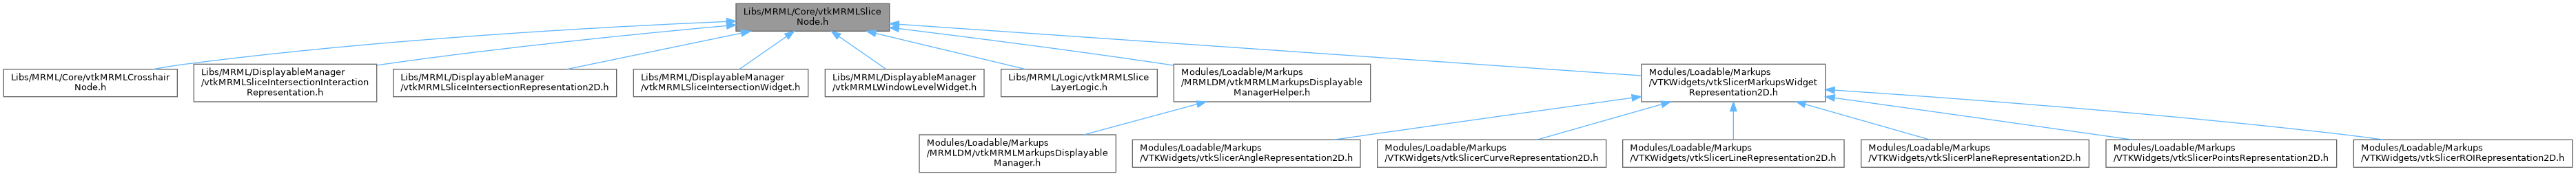 Libs/MRML/Core/vtkMRMLSlice
Node.h
Libs/MRML/Core/vtkMRMLCrosshair
Node.h
Libs/MRML/DisplayableManager
/vtkMRMLSliceIntersectionInteraction
Representation.h
Libs/MRML/DisplayableManager
/vtkMRMLSliceIntersectionRepresentation2D.h
Libs/MRML/DisplayableManager
/vtkMRMLSliceIntersectionWidget.h
Libs/MRML/DisplayableManager
/vtkMRMLWindowLevelWidget.h
Libs/MRML/Logic/vtkMRMLSlice
LayerLogic.h
Modules/Loadable/Markups
/MRMLDM/vtkMRMLMarkupsDisplayable
ManagerHelper.h
Modules/Loadable/Markups
/VTKWidgets/vtkSlicerMarkupsWidget
Representation2D.h
Modules/Loadable/Markups
/MRMLDM/vtkMRMLMarkupsDisplayable
Manager.h
Modules/Loadable/Markups
/VTKWidgets/vtkSlicerAngleRepresentation2D.h
Modules/Loadable/Markups
/VTKWidgets/vtkSlicerCurveRepresentation2D.h
Modules/Loadable/Markups
/VTKWidgets/vtkSlicerLineRepresentation2D.h
Modules/Loadable/Markups
/VTKWidgets/vtkSlicerPlaneRepresentation2D.h
Modules/Loadable/Markups
/VTKWidgets/vtkSlicerPointsRepresentation2D.h
Modules/Loadable/Markups
/VTKWidgets/vtkSlicerROIRepresentation2D.h